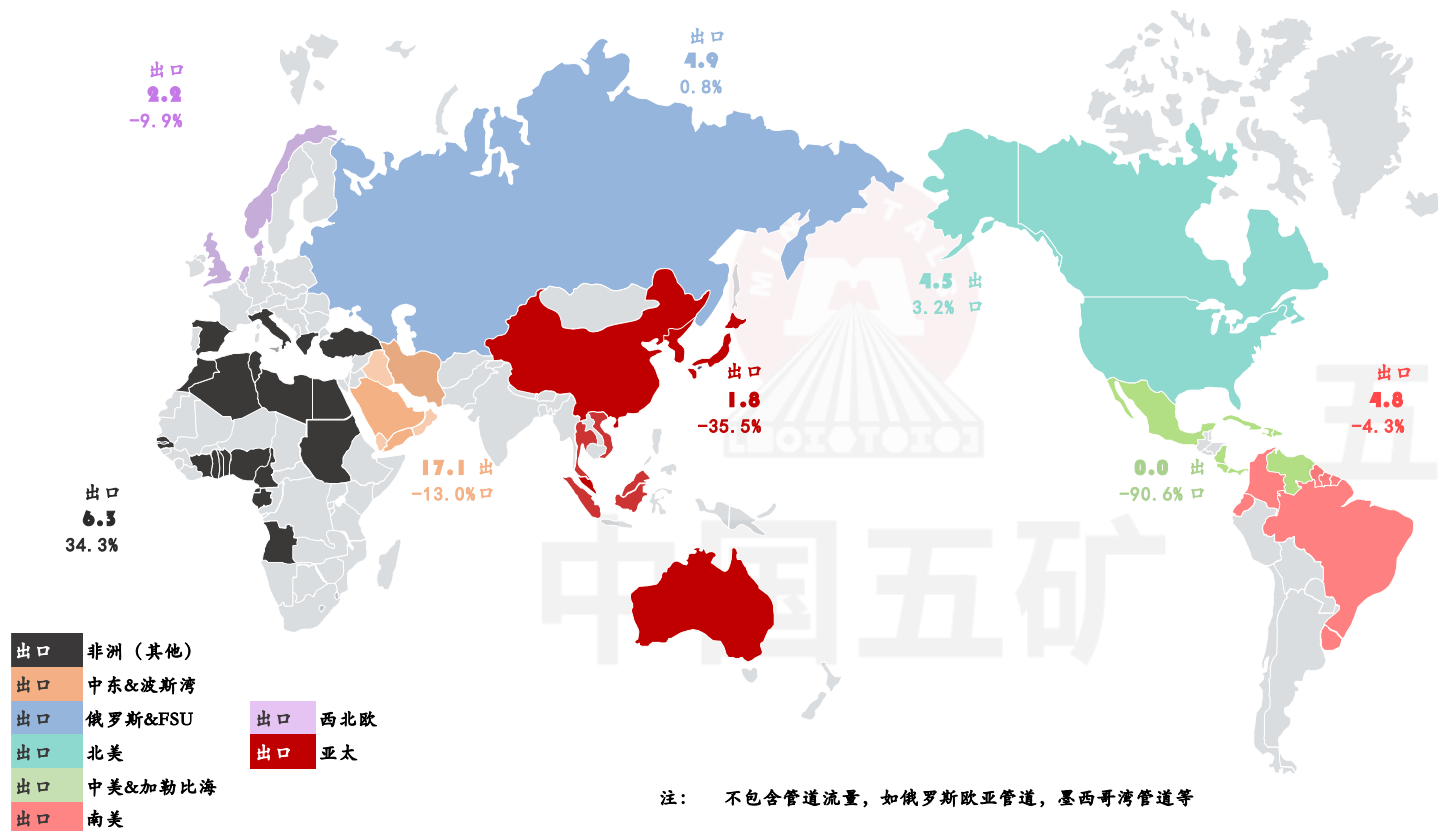 出口
4.9
0.8%
出口
2.2
-9.9%
4.5 出
3.2% 口
出口
1.8
-35.5%
出口
4.8
-4.3%
17.1 出
-13.0% 口
0.0 出
-90.6% 口
出口
6.3
34.3%
中国五矿
五
出口 非洲（其他）
出口 中东&波斯湾
出口 俄罗斯&FSU
出口 西北欧
出口 北美
出口 亚太
出口 中美&加勒比海
出口 南美
注： 不包含管道流量，如俄罗斯欧亚管道，墨西哥湾管道等